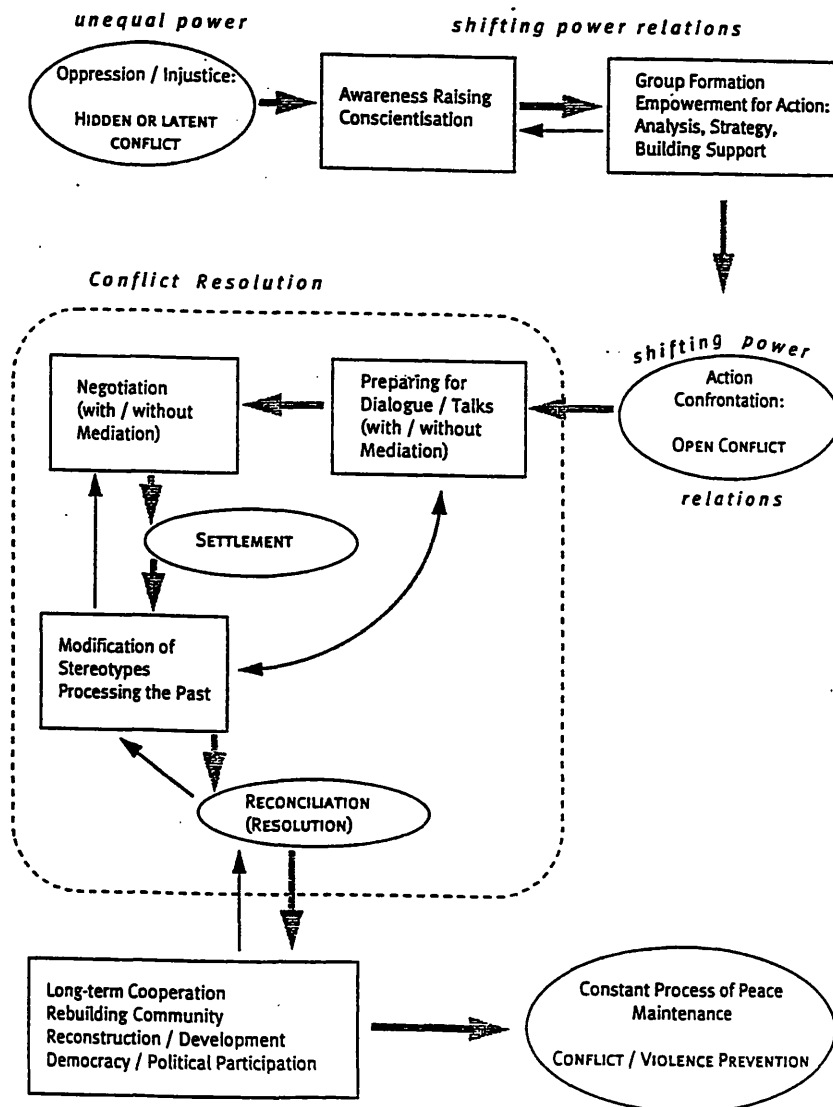 unequal power
shifting power relations
Oppression / Injustice:
HIDDEN OR LATENT
CONFLICT
Awareness Raising
Conscientisation
Group Formation
Empowerment for Action:
Analysis, Strategy,
Building Support
Conflict Resolution
Negotiation
(with / without
Mediation)
Preparing for
Dialogue / Talks
(with / without
Mediation)
shifting power
Action
Confrontation:
OPEN CONFLICT
relations
SETTLEMENT
Modification of
Stereotypes
Processing the Past
RECONCILIATION
(RESOLUTION)
Long-term Cooperation
Rebuilding Community
Reconstruction / Development
Democracy / Political Participation
Constant Process of Peace
Maintenance
CONFLICT / VIOLENCE PREVENTION